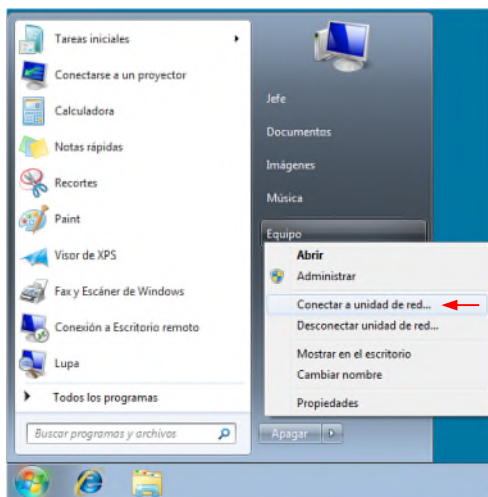 Tareas iniciales
Conectarse a un proyector
Calculadora
Notas rápidas
Recortes
Paint
Visor de XPS
Fax y Escáner de Windows
Conexión a Escritorio remoto
Lupa
Todos los programas
Buscar programas y archivos
Jefe
Documentos
Imágenes
Música
Equipo
Abrir
Administrar
Conectar a unidad de red...
Desconectar unidad de red...
Mostrar en el escritorio
Cambiar nombre
Propiedades
Apagar